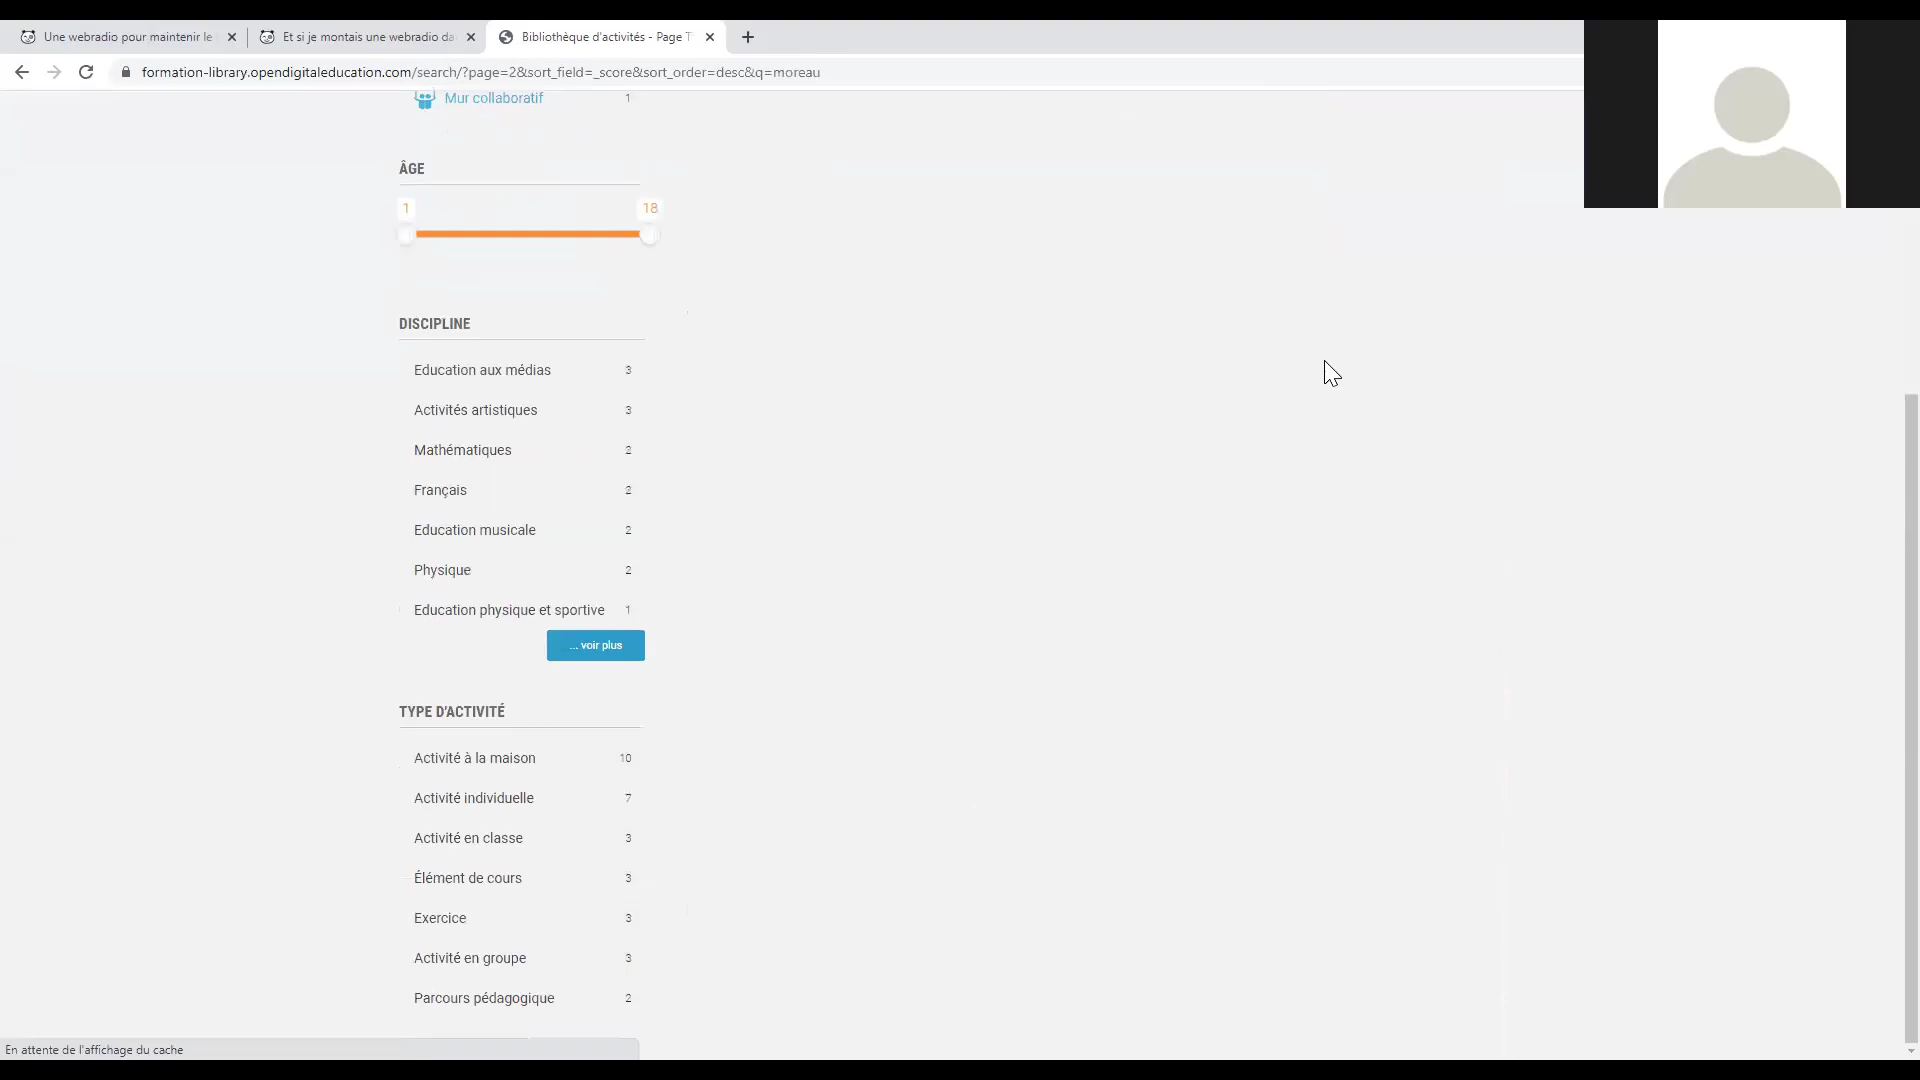 Une webradio pour maintenir le
Et si je montais une webradio da
Bibliothèque d'activités - Page T
formation-library.opendigitaleducation.com/search/?page=2&sort_field=_score&sort_order=desc&q=moreau
Mur collaboratif 1
ÂGE
1 18
DISCIPLINE
Education aux médias 3
Activités artistiques 3
Mathématiques 2
Français 2
Education musicale 2
Physique 2
Education physique et sportive 1
... voir plus
TYPE D'ACTIVITÉ
Activité à la maison 10
Activité individuelle 7
Activité en classe 3
Élément de cours 3
Exercice 3
Activité en groupe 3
Parcours pédagogique 2
En attente de l'affichage du cache